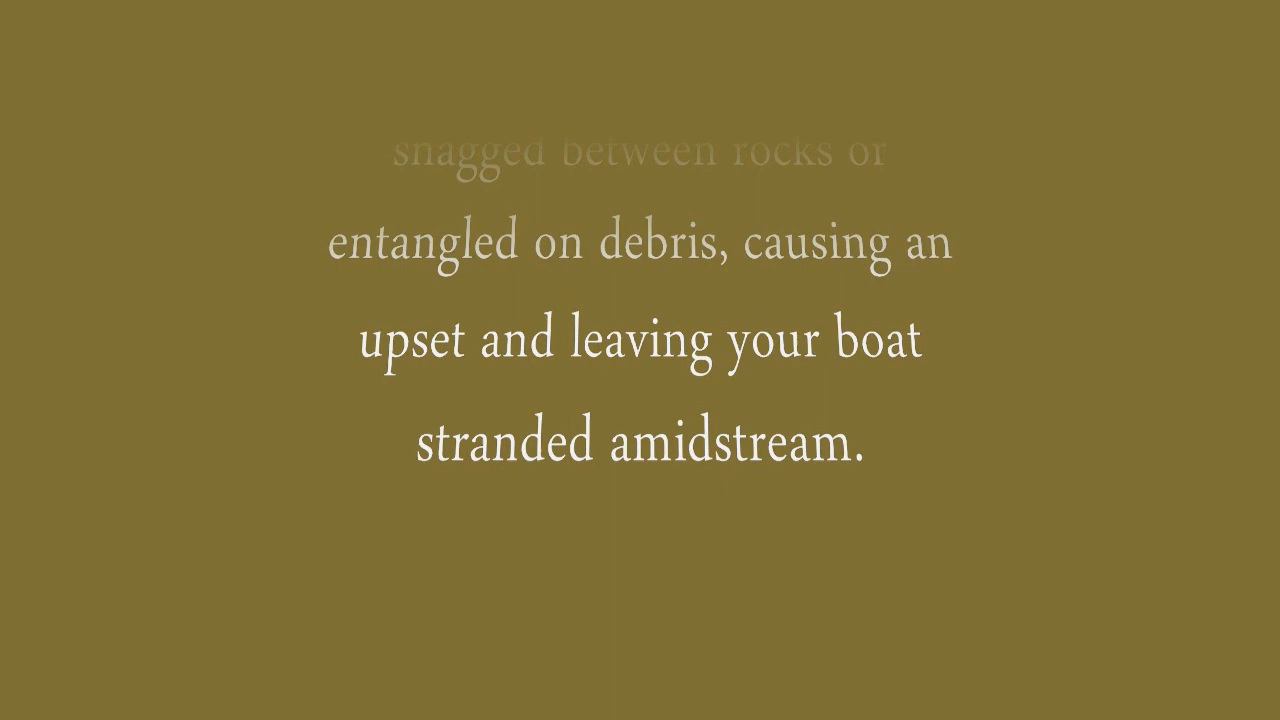 snagged between rocks or
entangled on debris, causing an
upset and leaving your boat
stranded amidstream.